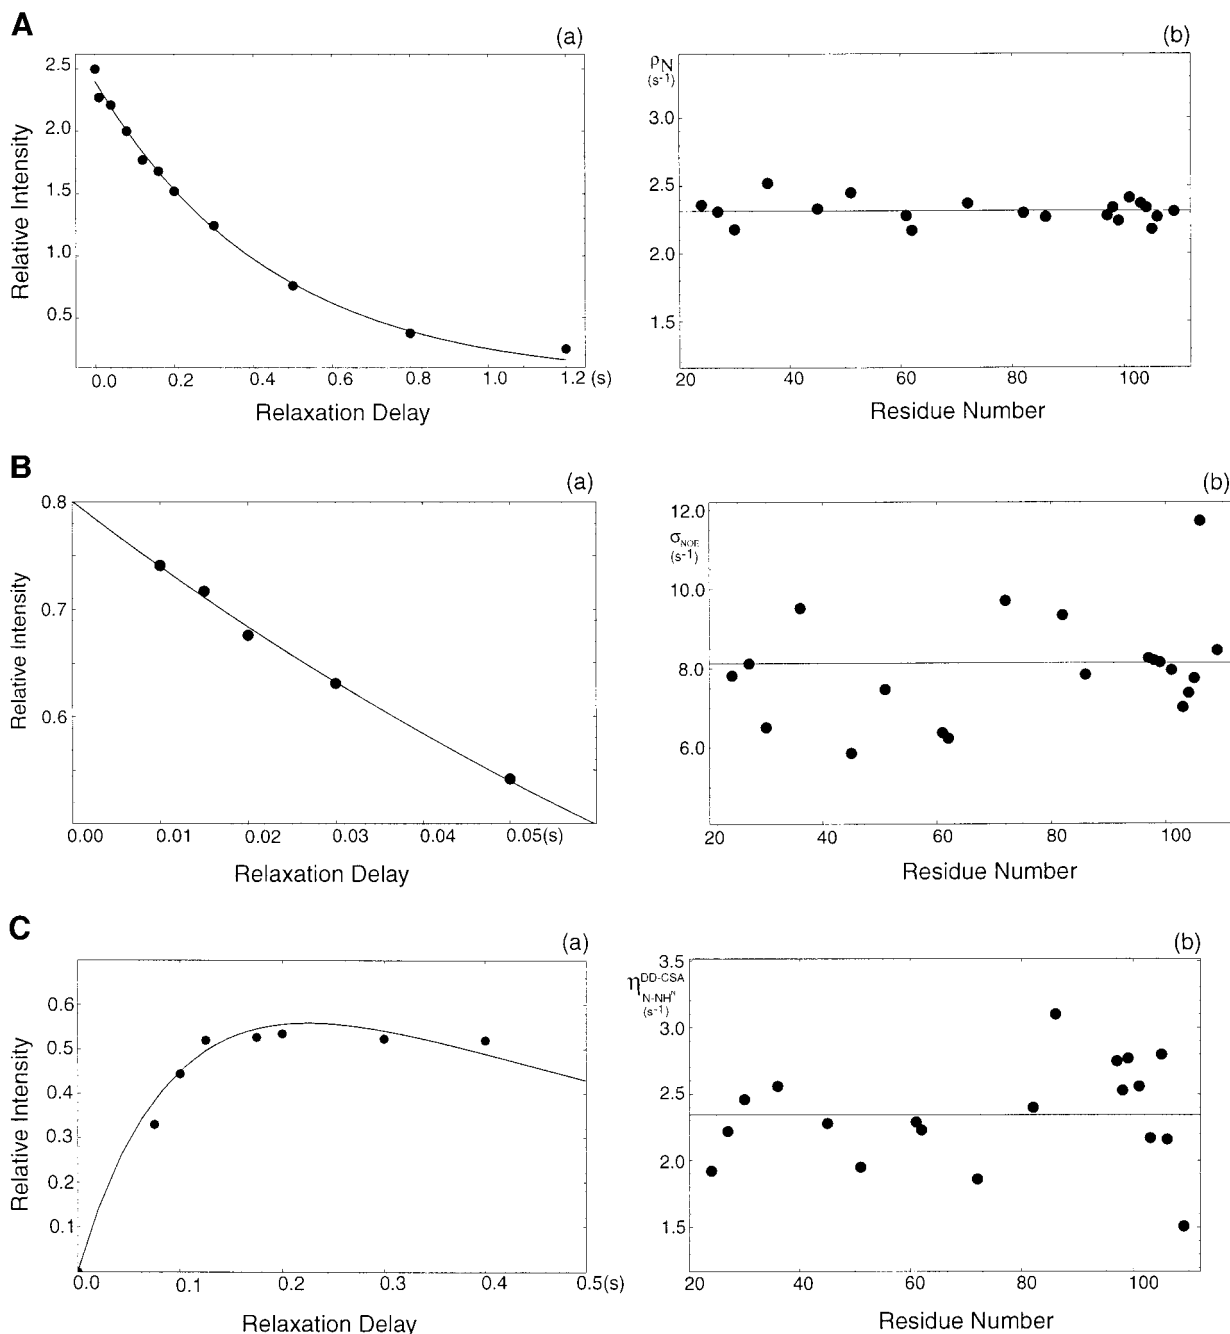 A
(a)
2.5
2.0
1.5
1.0
0.5
Relative Intensity
0.0 0.2 0.4 0.6 0.8 1.0 1.2 (s)
Relaxation Delay
(b)
ρN
(s-1)
3.0
2.5
2.0
1.5
20 40 60 80 100
Residue Number
B
(a)
0.8
0.7
0.6
Relative Intensity
0.00 0.01 0.02 0.03 0.04 0.05(s)
Relaxation Delay
(b)
12.0
σNOE
(s-1)
10.0
8.0
6.0
20 40 60 80 100
Residue Number
C
(a)
0.6
0.5
0.4
0.3
0.2
0.1
Relative Intensity
0.0 0.1 0.2 0.3 0.4 0.5(s)
Relaxation Delay
(b)
3.5
η DD-CSA
N-NHN
(s-1)
3.0
2.5
2.0
1.5
20 40 60 80 100
Residue Number